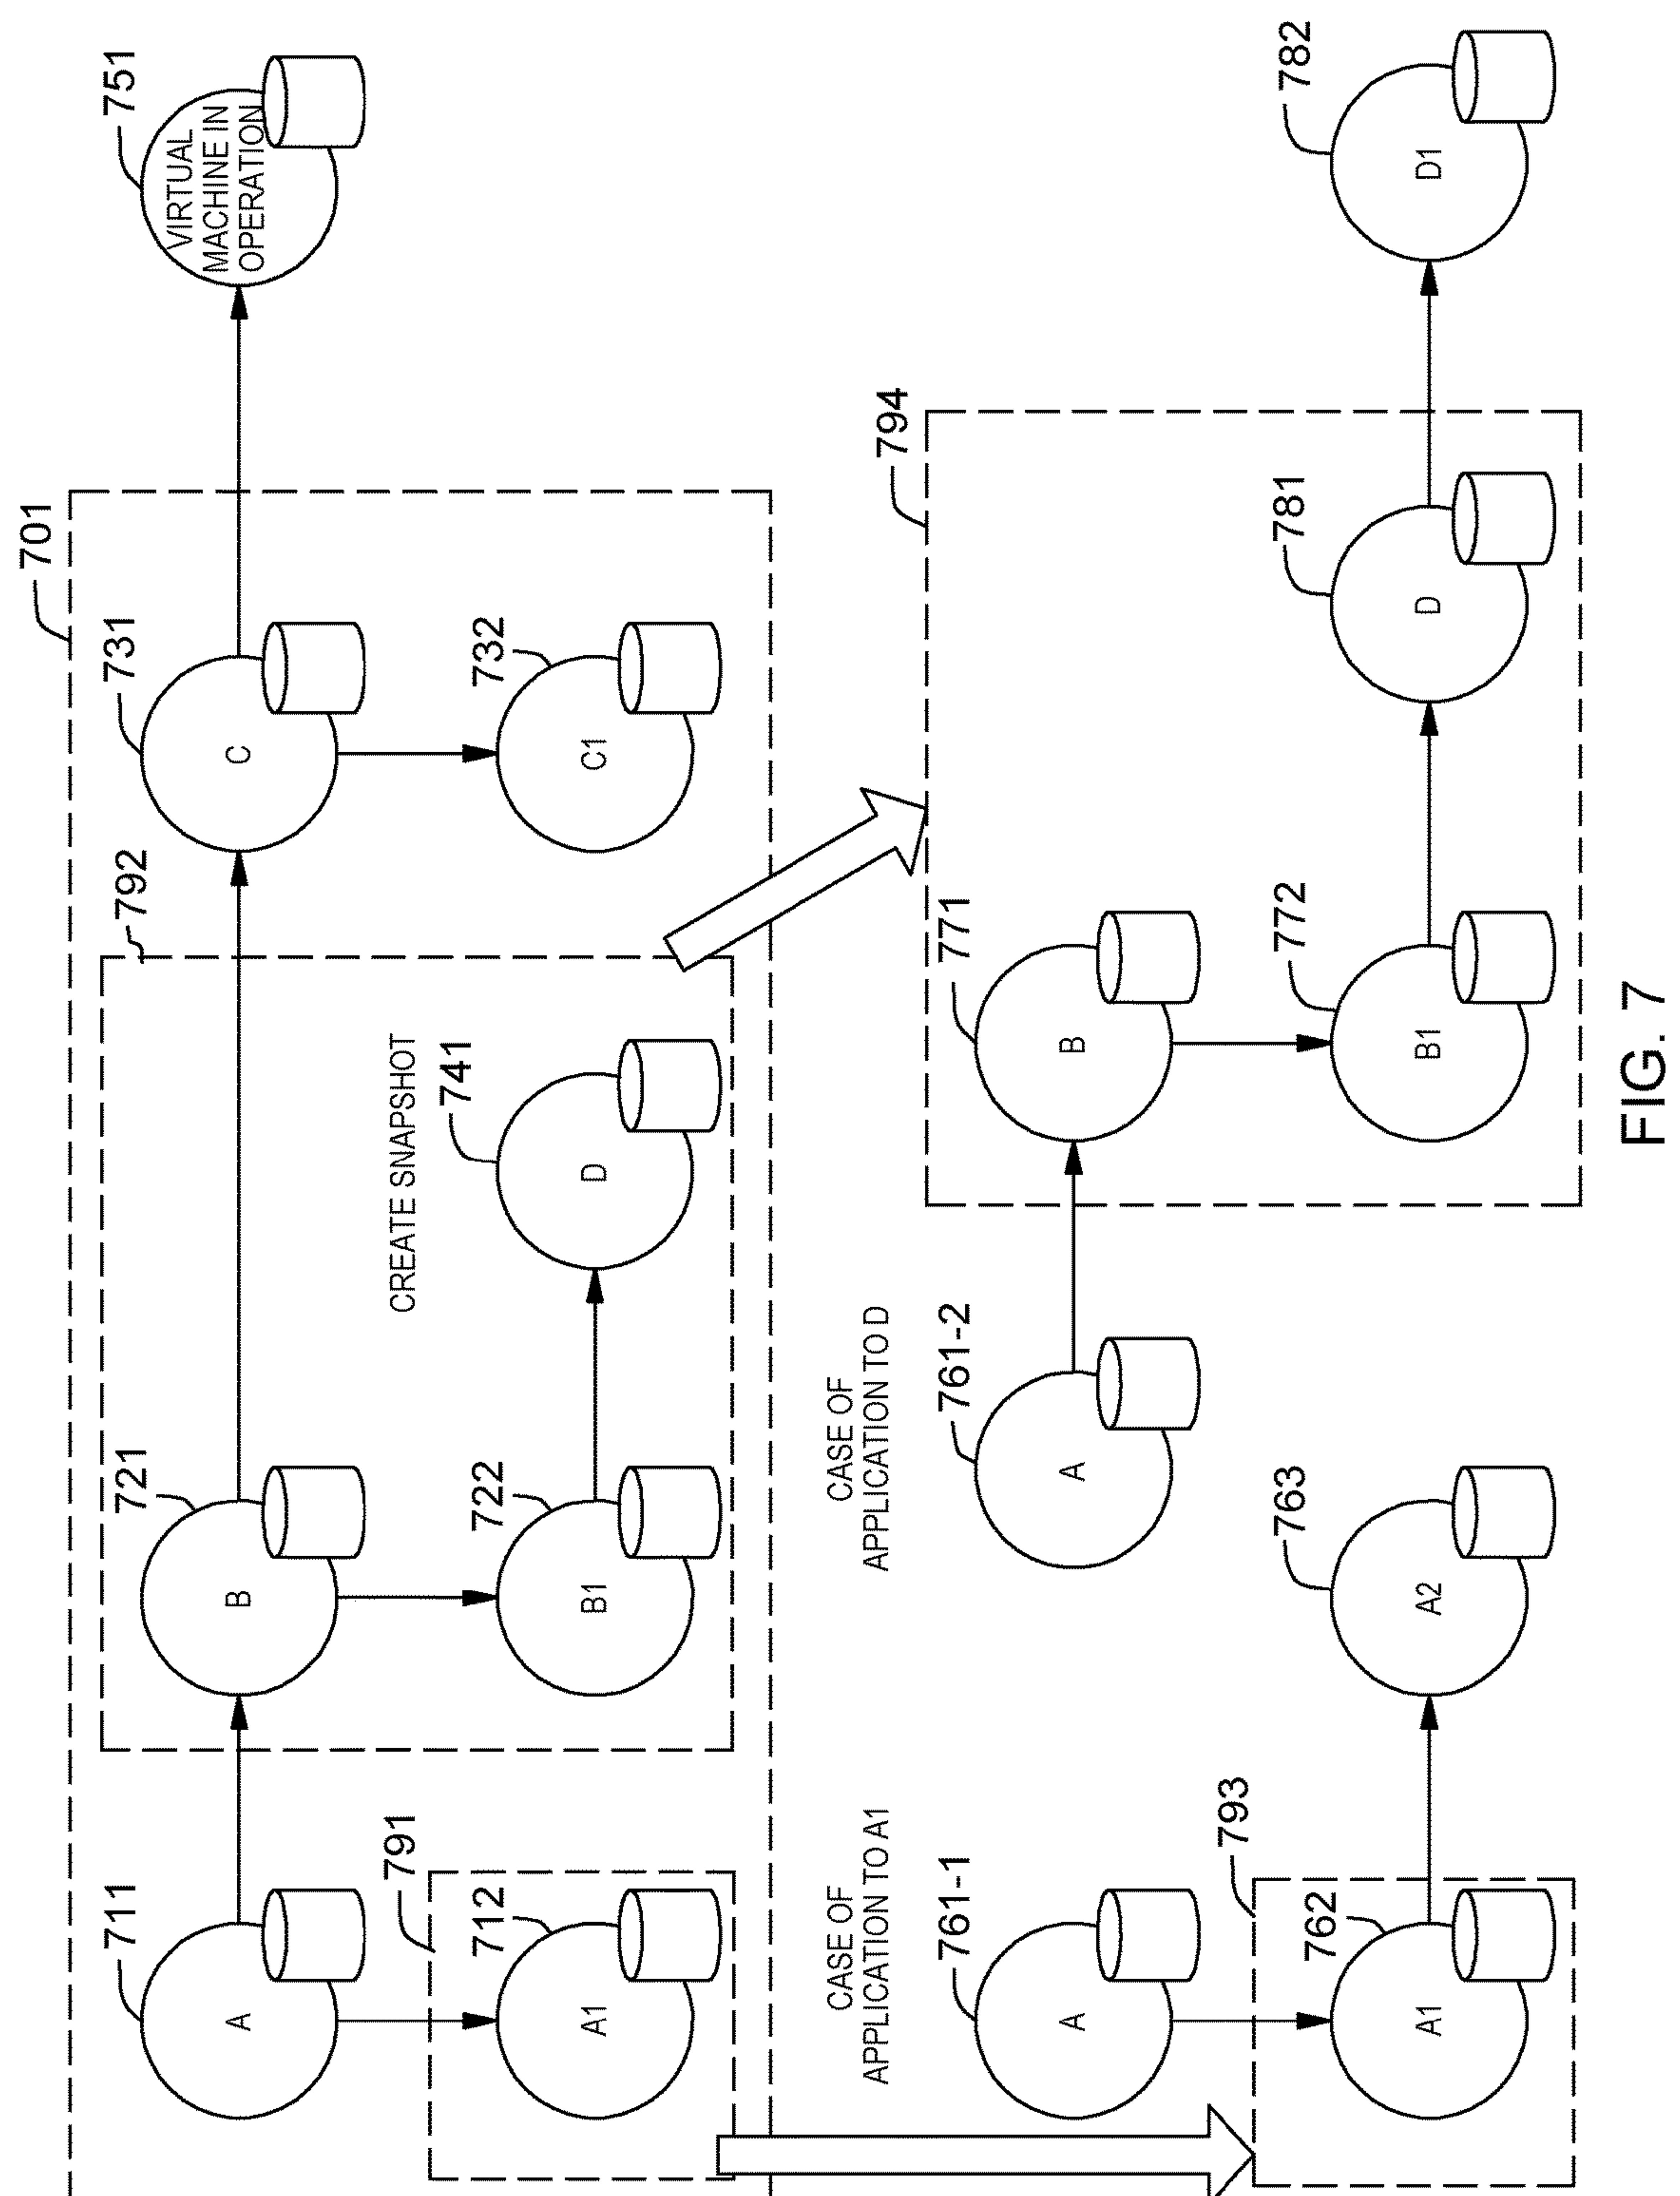 701
711
A
721
B
792
731
C
751
VIRTUAL
MACHINE IN
OPERATION
791
712
A1
722
B1
CREATE SNAPSHOT
741
D
732
C1
CASE OF
APPLICATION TO A1
761-1
A
793
762
A1
763
A2
CASE OF
APPLICATION TO D
761-2
A
794
771
B
772
B1
781
D
782
D1
FIG. 7